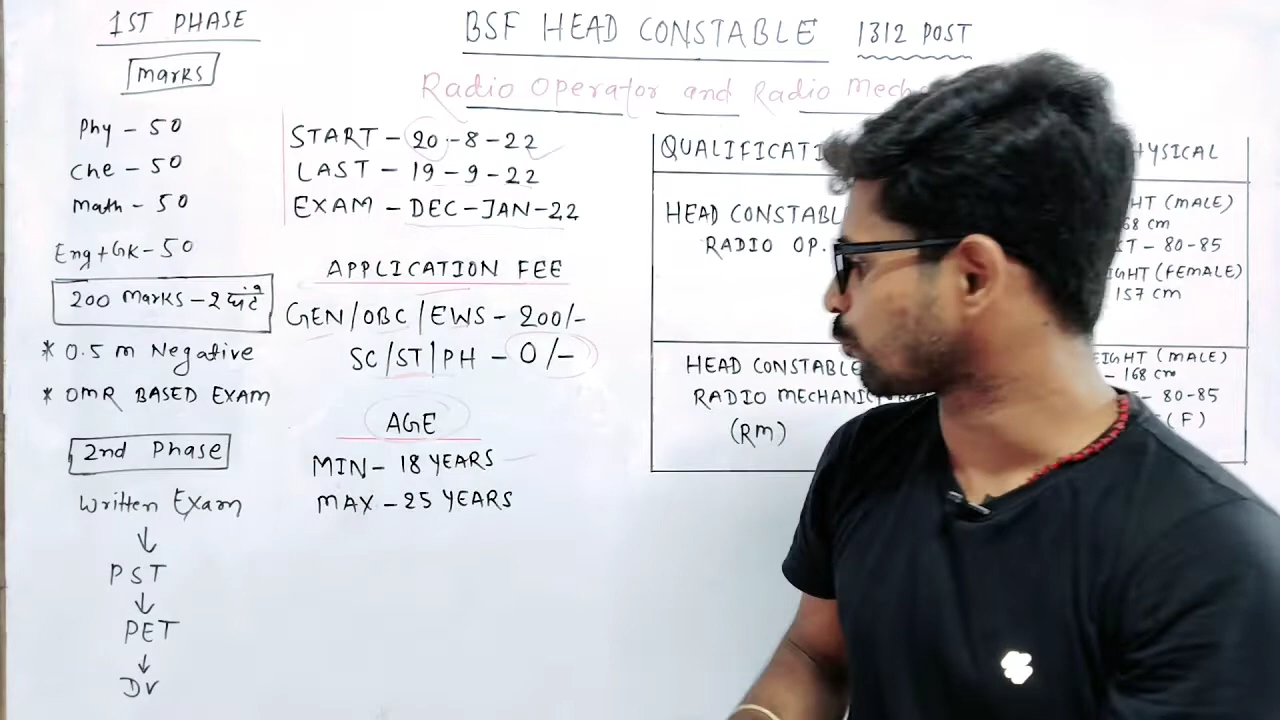 1ST PHASE
Marks
Phy - 50
Che - 50
Math - 50
Eng+GK-50
200 Marks - 2 घंटे
* 0.5 m Negative
* OMR BASED EXAM
2nd Phase
Written Exam
↓
PST
↓
PET
↓
DV
BSF HEAD CONSTABLE 1312 POST
Radio Operator and Radio
START - 20-8-22
LAST - 19-9-22
EXAM - DEC-JAN-22
APPLICATION FEE
GEN/OBC/EWS - 200/-
SC/ST/PH - 0/-
AGE
MIN - 18 YEARS
MAX - 25 YEARS
HEAD
RADIO OP.
HEAD CONSTABLE
RADIO MECHANIC
(RM)
(MALE)
- 80-85
(FEMALE)
157 cm
(MALE)
- 168 cm
- 80-85
(F)